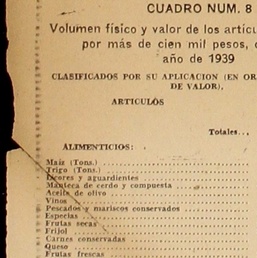 CUADRO NUM. 8
Volumen físico y valor de los artícu
por más de cien mil pesos, d
año de 1939
CLASIFICADOS POR SU APLICACION (EN OR
DE VALOR).
ARTICULOS
Totales..
ALIMENTICIOS:
Maíz (Tons.)
Trigo (Tons.)
Licores y aguardientes
Manteca de cerdo y compuesta
Aceite de olivo
Vinos
Pescados y mariscos conservados
Especias
Frutas secas
Frijol
Carnes conservadas
Queso
Frutas frescas